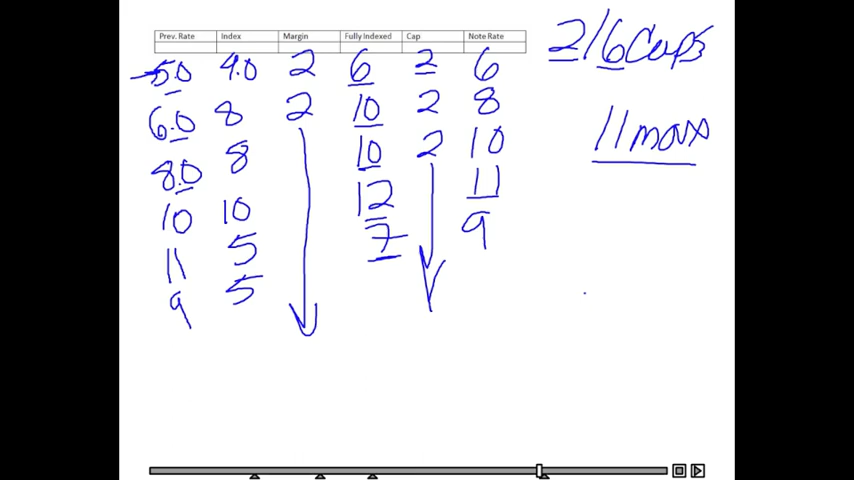 Prev. Rate Index Margin Fully Indexed Cap Note Rate
2/6 Caps
5.0 4.0 2 6 2 6
6.0 8 2 10 2 8
11 max
8.0 8 10 2 10
10 10 12 11
11 5 7 9
9 5